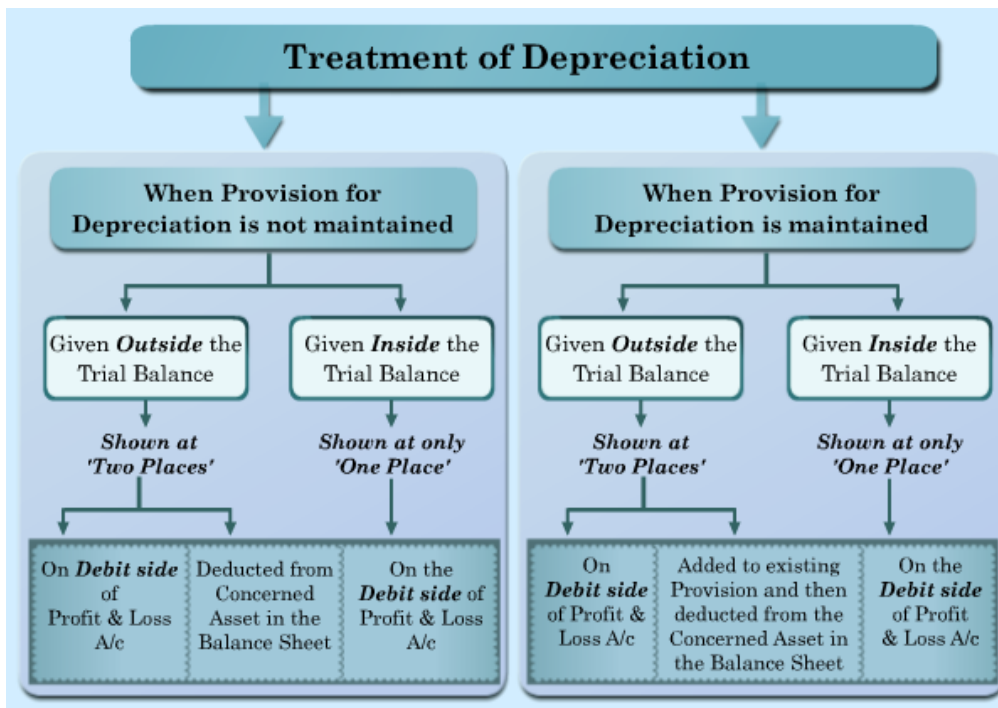 Treatment of Depreciation
When Provision for
Depreciation is not maintained
Given Outside the
Trial Balance
Shown at
'Two Places'
On Debit side
of
Profit & Loss
A/c
Deducted from
Concerned
Asset in the
Balance Sheet
Given Inside the
Trial Balance
Shown at only
'One Place'
On the
Debit side of
Profit & Loss
A/c
When Provision for
Depreciation is maintained
Given Outside the
Trial Balance
Shown at
'Two Places'
On
Debit side
of Profit &
Loss A/c
Added to existing
Provision and then
deducted from the
Concerned Asset in
the Balance Sheet
Given Inside the
Trial Balance
Shown at only
'One Place'
On the
Debit side
of Profit
& Loss A/c